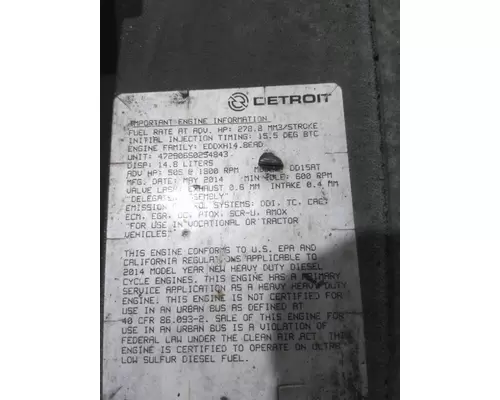 DETROIT
IMPORTANT ENGINE INFORMATION
FUEL RATE AT ADV. HP: 278.8 MM3/STROKE
INITIAL INJECTION TIMING: 15.5 DEG BTC
ENGINE FAMILY: EDDXH14.8EAD
UNIT: 472906S0254843
DISP: 14.8 LITERS
ADV HP: 505 @ 1800 RPM DD15AT
MFG. DATE: MAY 2014 MIN IDLE: 600 RPM
VALVE LASH EXHAUST 0.6 MM INTAKE 0.4 MM
"DELEGATED ASSEMBLY"
EMISSION CONTROL SYSTEMS: DDI, TC, CAC,
ECM, EGR, OC, PTOX, SCR-U, AMOX
"FOR USE IN VOCATIONAL OR TRACTOR
VEHICLES"
THIS ENGINE CONFORMS TO U.S. EPA AND
CALIFORNIA REGULATIONS APPLICABLE TO
2014 MODEL YEAR NEW HEAVY DUTY DIESEL
CYCLE ENGINES. THIS ENGINE HAS A PRIMARY
SERVICE APPLICATION AS A HEAVY HEAVY DUTY
ENGINE: THIS ENGINE IS NOT CERTIFIED FOR
USE IN AN URBAN BUS AS DEFINED AT
40 CFR 86.093-2. SALE OF THIS ENGINE FOR
USE IN AN URBAN BUS IS A VIOLATION OF
FEDERAL LAW UNDER THE CLEAN AIR ACT. THIS
ENGINE IS CERTIFIED TO OPERATE ON ULTRA
LOW SULFUR DIESEL FUEL.